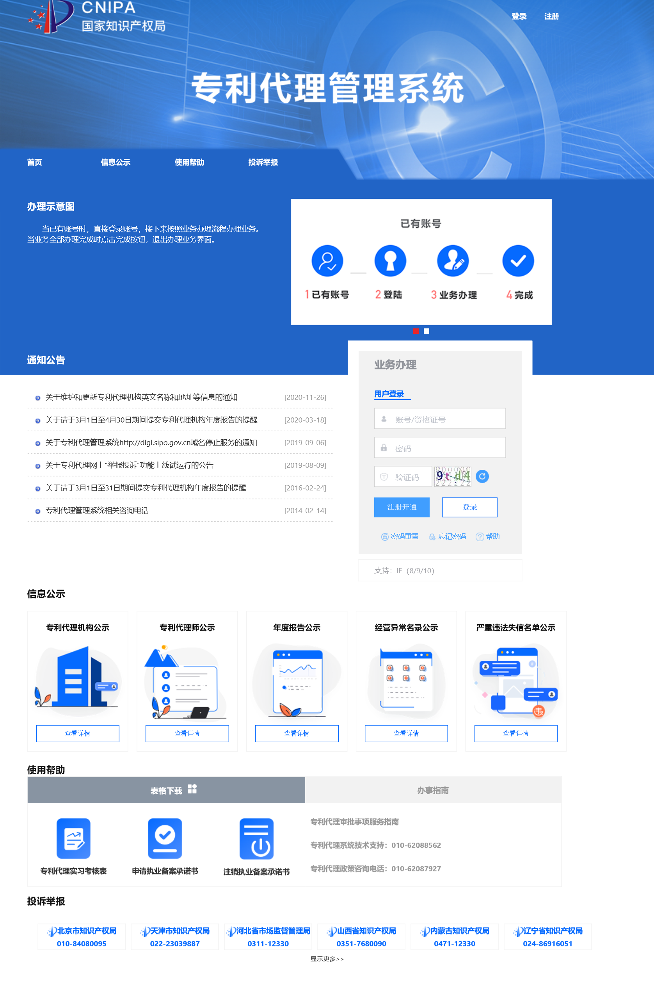 CNIPA
国家知识产权局
登录 注册
专利代理管理系统
首页 信息公示 使用帮助 投诉举报
办理示意图
当已有账号时，直接登录账号，接下来按照业务办理流程办理业务。
当业务全部办理完成时点击完成按钮，退出办理业务界面。
已有账号
1 已有账号 2 登陆 3 业务办理 4 完成
通知公告
关于维护和更新专利代理机构英文名称和地址等信息的通知 [2020-11-26]
关于请于3月1日至4月30日期间提交专利代理机构年度报告的提醒 [2020-03-18]
关于专利代理管理系统http://dlgl.sipo.gov.cn域名停止服务的通知 [2019-09-06]
关于专利代理网上“举报投诉”功能上线试运行的公告 [2019-08-09]
关于请于3月1日至31日期间提交专利代理机构年度报告的提醒 [2016-02-24]
专利代理管理系统相关咨询电话 [2014-02-14]
业务办理
用户登录
账号/资格证号
密码
验证码 9t.d4
注册开通 登录
密码重置 忘记密码 帮助
支持：IE（8/9/10）
信息公示
专利代理机构公示 专利代理师公示 年度报告公示 经营异常名录公示 严重违法失信名单公示
查看详情 查看详情 查看详情 查看详情 查看详情
使用帮助
表格下载 办事指南
专利代理实习考核表 申请执业备案承诺书 注销执业备案承诺书
专利代理审批事项服务指南
专利代理系统技术支持：010-62088562
专利代理政策咨询电话：010-62087927
投诉举报
北京市知识产权局 天津市知识产权局 河北省市场监督管理局 山西省知识产权局 内蒙古知识产权局 辽宁省知识产权局
010-84080095 022-23039887 0311-12330 0351-7680090 0471-12330 024-86916051
显示更多>>